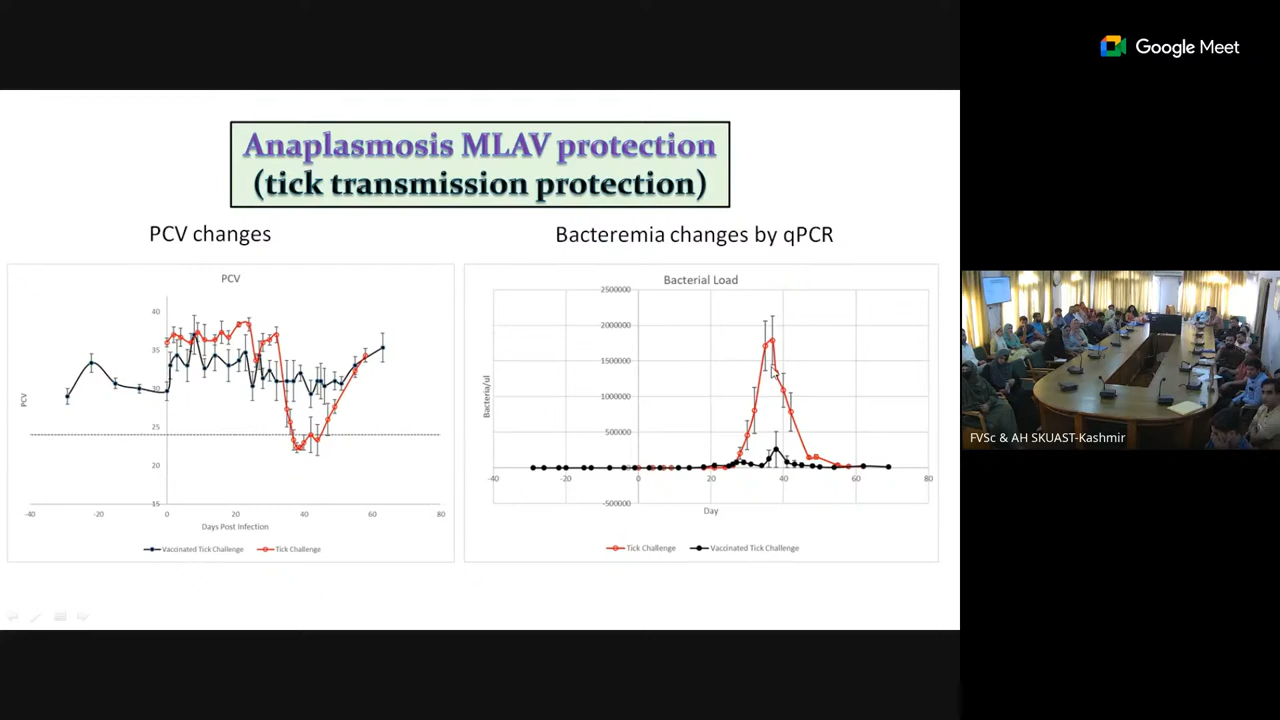 Google Meet
Anaplasmosis MLAV protection
(tick transmission protection)
PCV changes
Bacteremia changes by qPCR
PCV
40
35
30
25
20
15
PCV
-40
-20
0
20
40
60
80
Days Post Infection
Vaccinated Tick Challenge
Tick Challenge
Bacterial Load
2500000
2000000
1500000
1000000
500000
0
-500000
Bacteria/ul
-40
-20
0
20
40
60
80
Day
Tick Challenge
Vaccinated Tick Challenge
FVSc & AH SKUAST-Kashmir